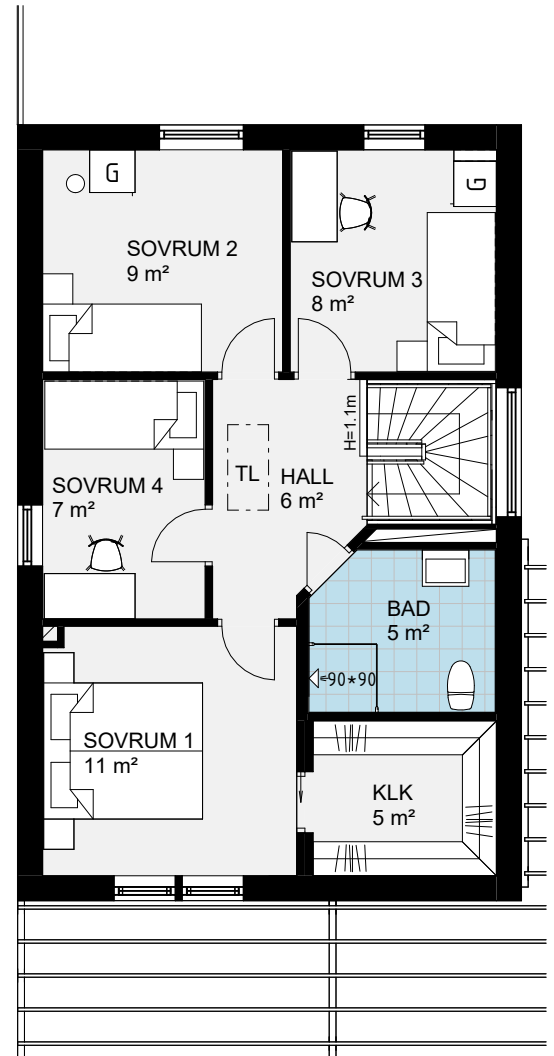 G
G
SOVRUM 2
9 m²
SOVRUM 3
8 m²
H=1.1m
TL
HALL
6 m²
SOVRUM 4
7 m²
BAD
5 m²
90*90
SOVRUM 1
11 m²
KLK
5 m²